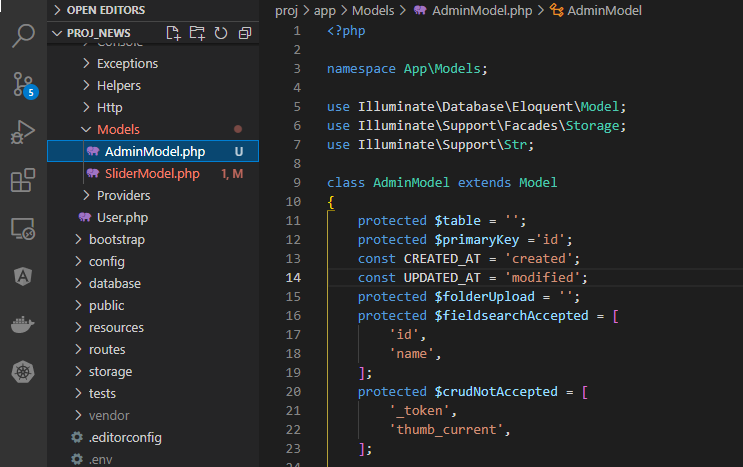 OPEN EDITORS
PROJ_NEWS
Console
Exceptions
Helpers
Http
Models
AdminModel.php U
SliderModel.php 1, M
Providers
User.php
bootstrap
config
database
public
resources
routes
storage
tests
vendor
.editorconfig
.env
5
proj > app > Models > AdminModel.php > AdminModel
1 <?php
2
3 namespace App\Models;
4
5 use Illuminate\Database\Eloquent\Model;
6 use Illuminate\Support\Facades\Storage;
7 use Illuminate\Support\Str;
8
9 class AdminModel extends Model
10 {
11 protected $table = '';
12 protected $primaryKey ='id';
13 const CREATED_AT = 'created';
14 const UPDATED_AT = 'modified';
15 protected $folderUpload = '';
16 protected $fieldsearchAccepted = [
17 'id',
18 'name',
19 ];
20 protected $crudNotAccepted = [
21 '_token',
22 'thumb_current',
23 ];
24